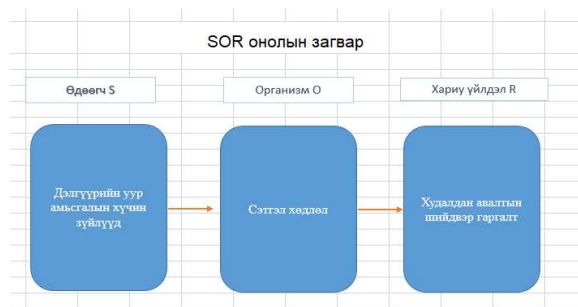 SOR онолын загвар
Өдөөгч S
Организм O
Хариу үйлдэл R
Дэлгүүрийн уур
амьсгалын хүчин
зүйлүүд
Сэтгэл хөдлөл
Худалдан авалтын
шийдвэр гаргалт